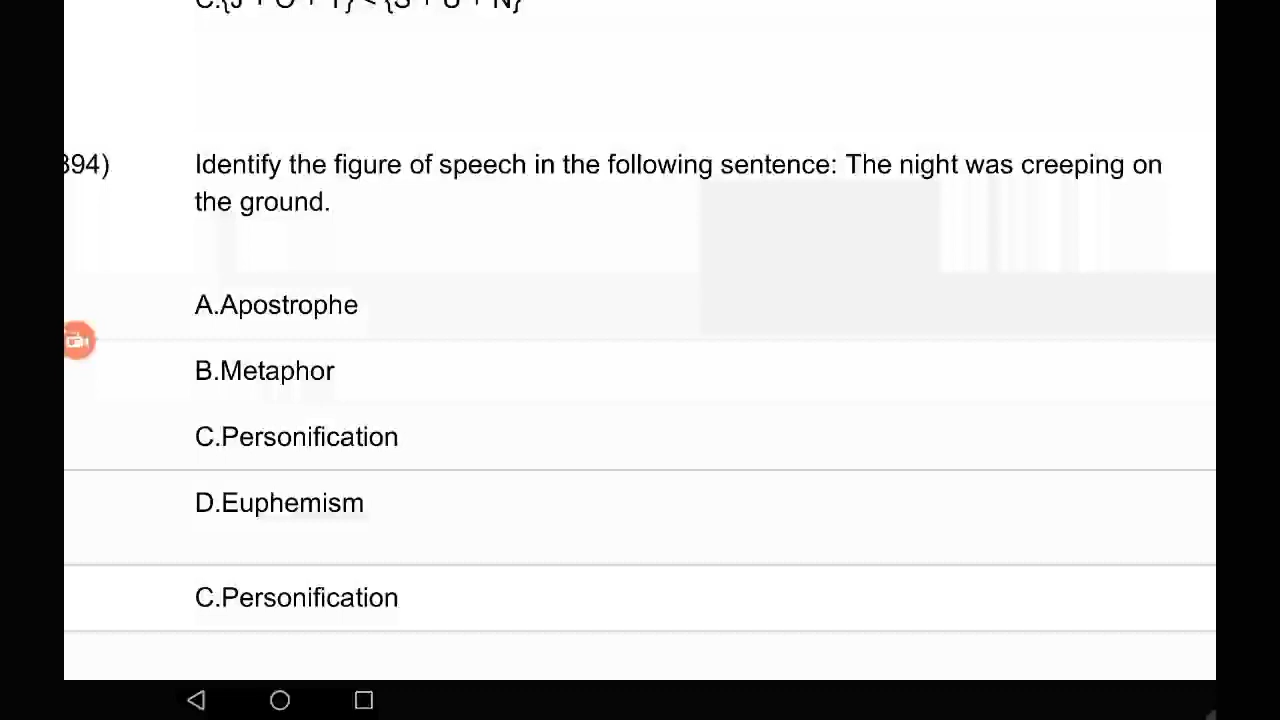 C.{J + O + Y} < {S + U + N}
394) Identify the figure of speech in the following sentence: The night was creeping on
the ground.
A.Apostrophe
B.Metaphor
C.Personification
D.Euphemism
C.Personification